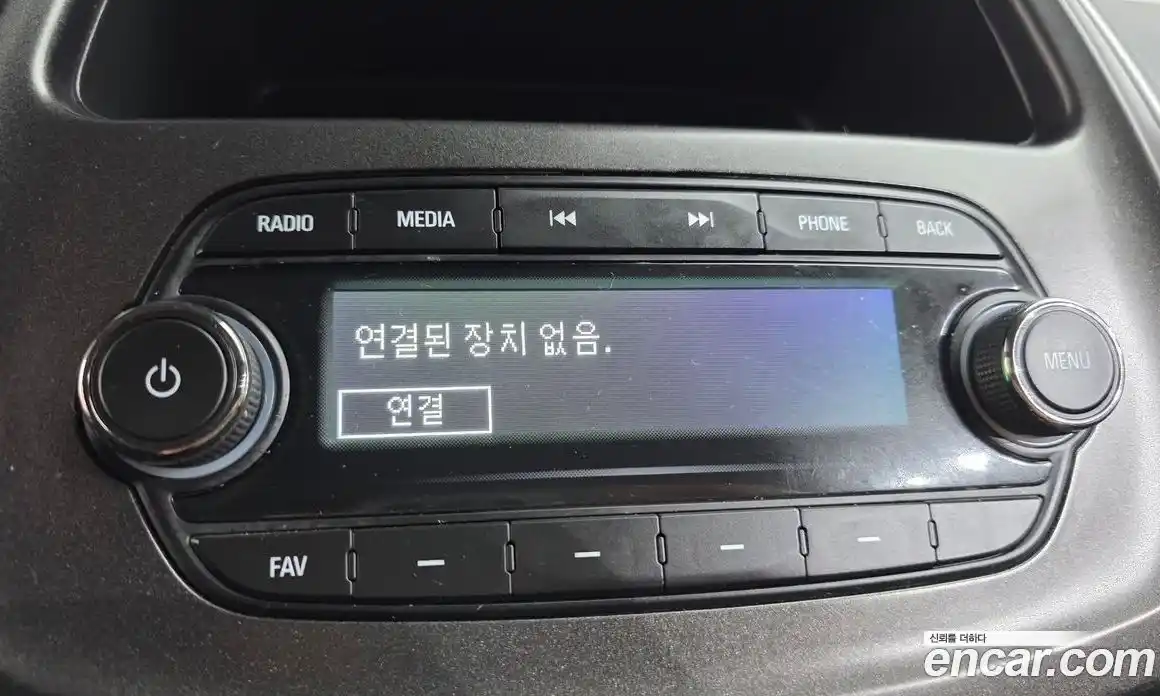 RADIO
MEDIA
PHONE
BACK
연결된 장치 없음.
연결
MENU
FAV
신뢰를 더하다
encar.com